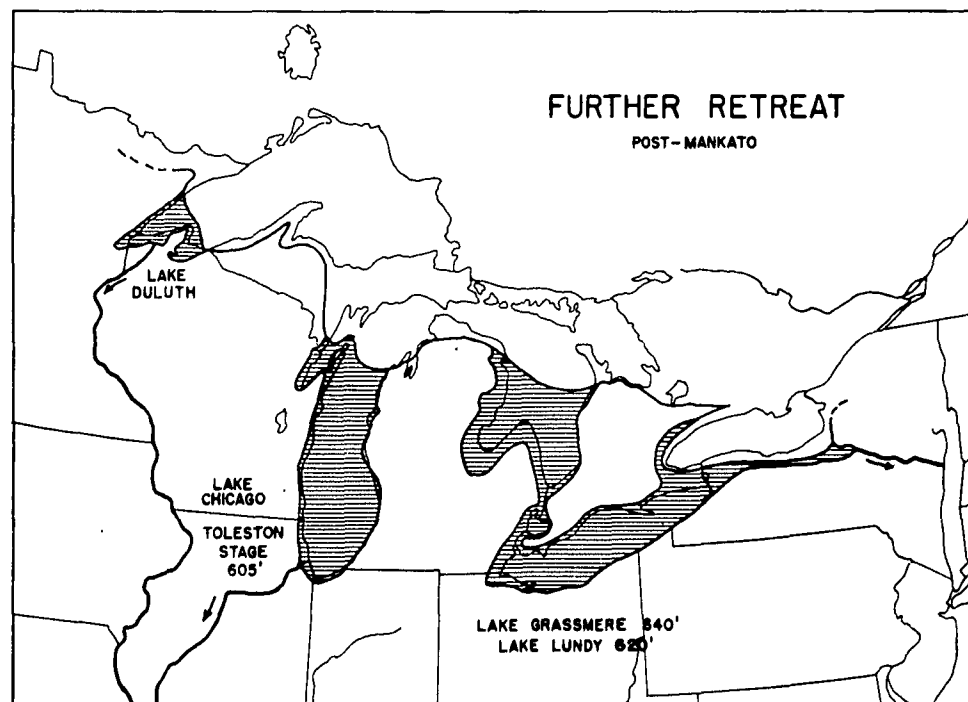 FURTHER RETREAT
POST-MANKATO
LAKE
DULUTH
LAKE
CHICAGO
TOLESTON
STAGE
605'
LAKE GRASSMERE 640'
LAKE LUNDY 620'